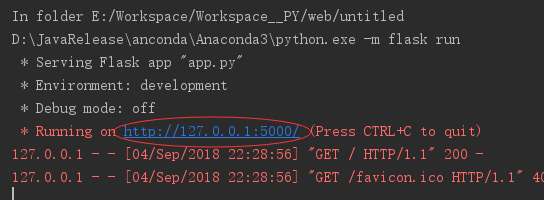 In folder E:/Workspace/Workspace__PY/web/untitled
D:\JavaRelease\anconda\Anaconda3\python.exe -m flask run
* Serving Flask app "app.py"
* Environment: development
* Debug mode: off
* Running on http://127.0.0.1:5000/ (Press CTRL+C to quit)
127.0.0.1 - - [04/Sep/2018 22:28:56] "GET / HTTP/1.1" 200 -
127.0.0.1 - - [04/Sep/2018 22:28:56] "GET /favicon.ico HTTP/1.1" 40